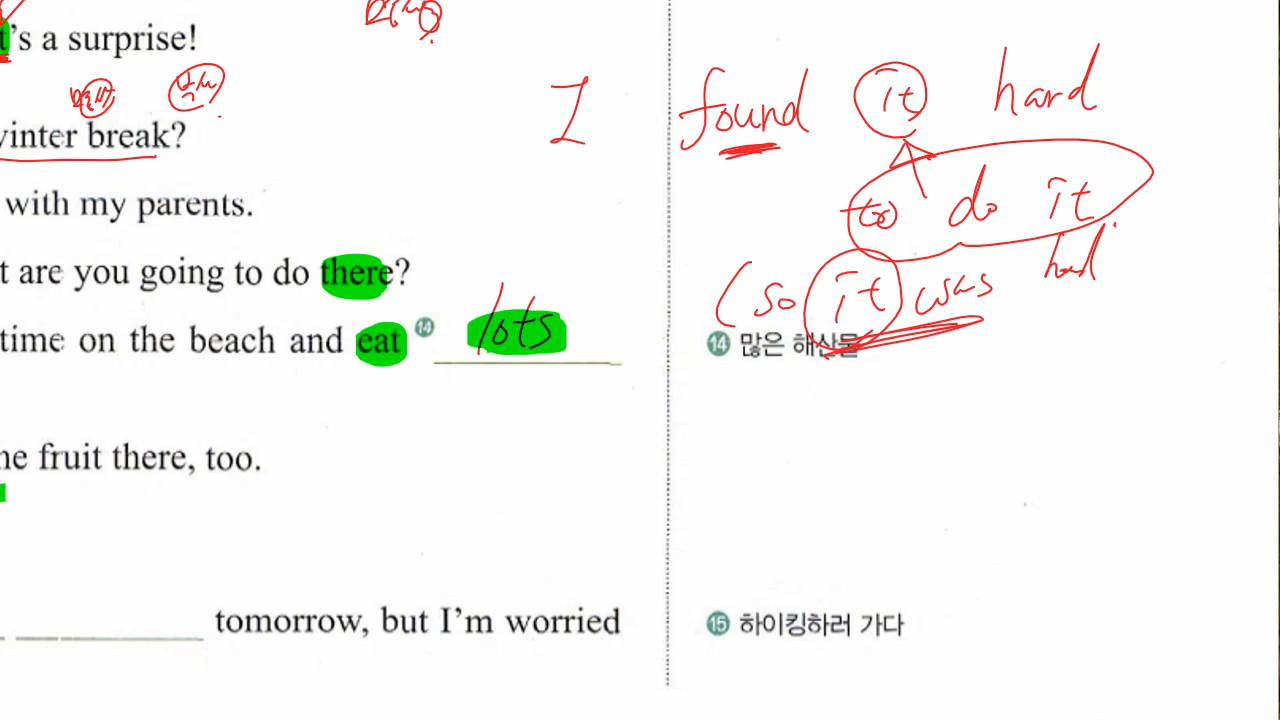 t's a surprise!
winter break?
I found it hard
with my parents.
to do it
t are you going to do there?
hard
(so it was
time on the beach and eat ⑭ lots
⑭ 많은 해산물
he fruit there, too.
tomorrow, but I'm worried
⑮ 하이킹하러 가다